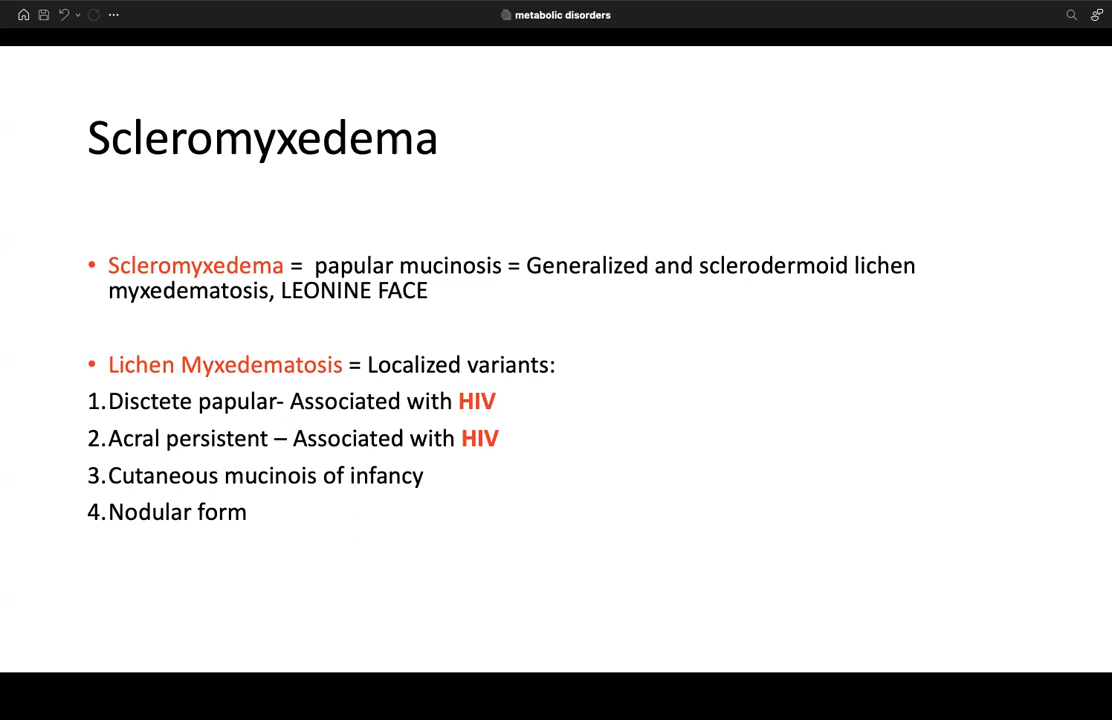 metabolic disorders
Scleromyxedema
• Scleromyxedema = papular mucinosis = Generalized and sclerodermoid lichen
myxedematosis, LEONINE FACE
• Lichen Myxedematosis = Localized variants:
1.Disctete papular- Associated with HIV
2.Acral persistent – Associated with HIV
3.Cutaneous mucinois of infancy
4.Nodular form